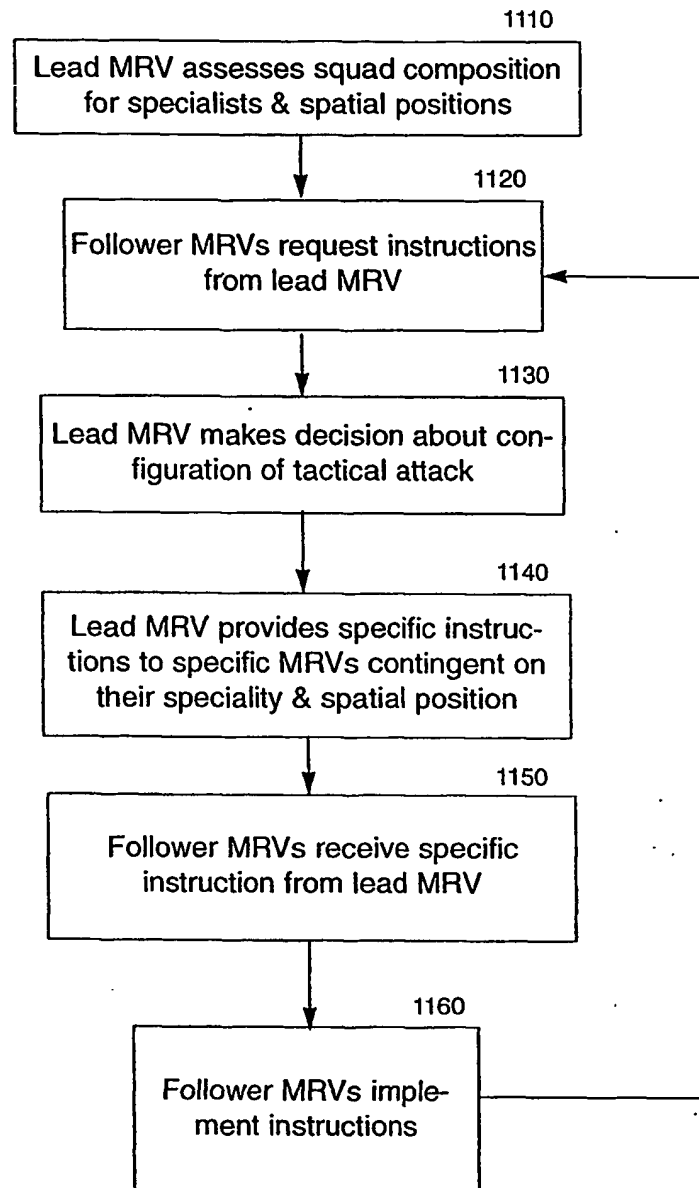 1110
Lead MRV assesses squad composition
for specialists & spatial positions
1120
Follower MRVs request instructions
from lead MRV
1130
Lead MRV makes decision about con-
figuration of tactical attack
1140
Lead MRV provides specific instruc-
tions to specific MRVs contingent on
their speciality & spatial position
1150
Follower MRVs receive specific
instruction from lead MRV
1160
Follower MRVs imple-
ment instructions